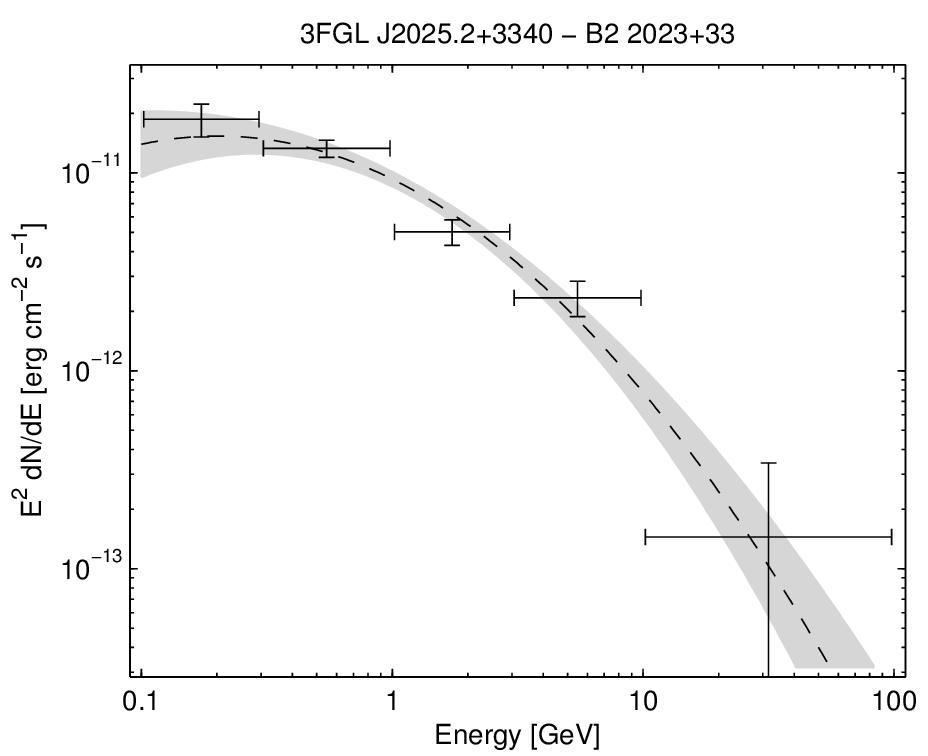 3FGL J2025.2+3340 − B2 2023+33
E² dN/dE [erg cm⁻² s⁻¹]
10⁻¹¹
10⁻¹²
10⁻¹³
0.1 1 10 100
Energy [GeV]